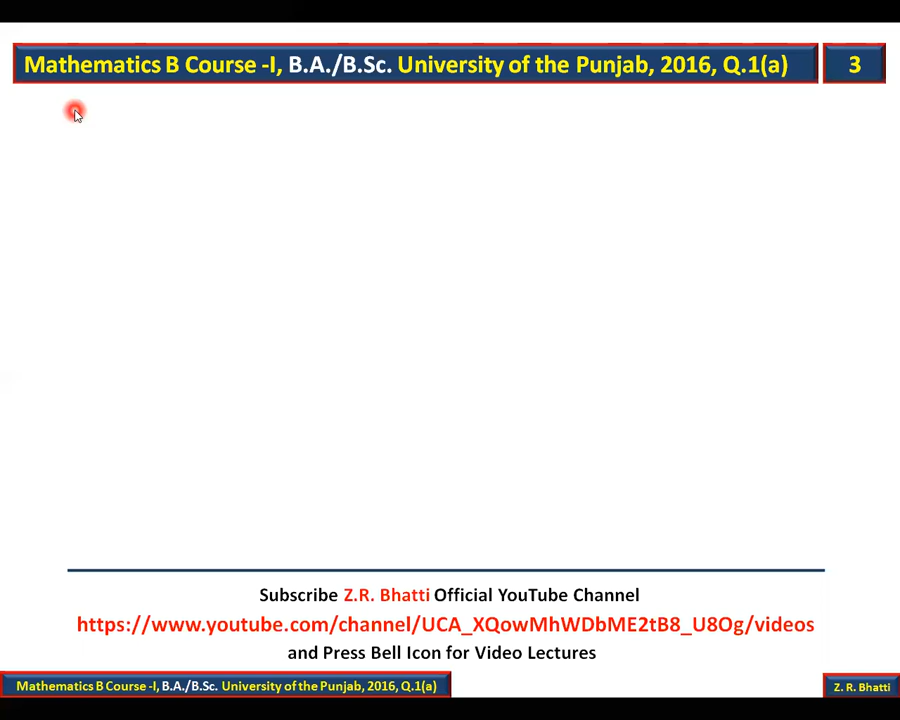 Mathematics B Course -I, B.A./B.Sc. University of the Punjab, 2016, Q.1(a)
3
Subscribe Z.R. Bhatti Official YouTube Channel
https://www.youtube.com/channel/UCA_XQowMhWDbME2tB8_U8Og/videos
and Press Bell Icon for Video Lectures
Mathematics B Course -I, B.A./B.Sc. University of the Punjab, 2016, Q.1(a)
Z. R. Bhatti